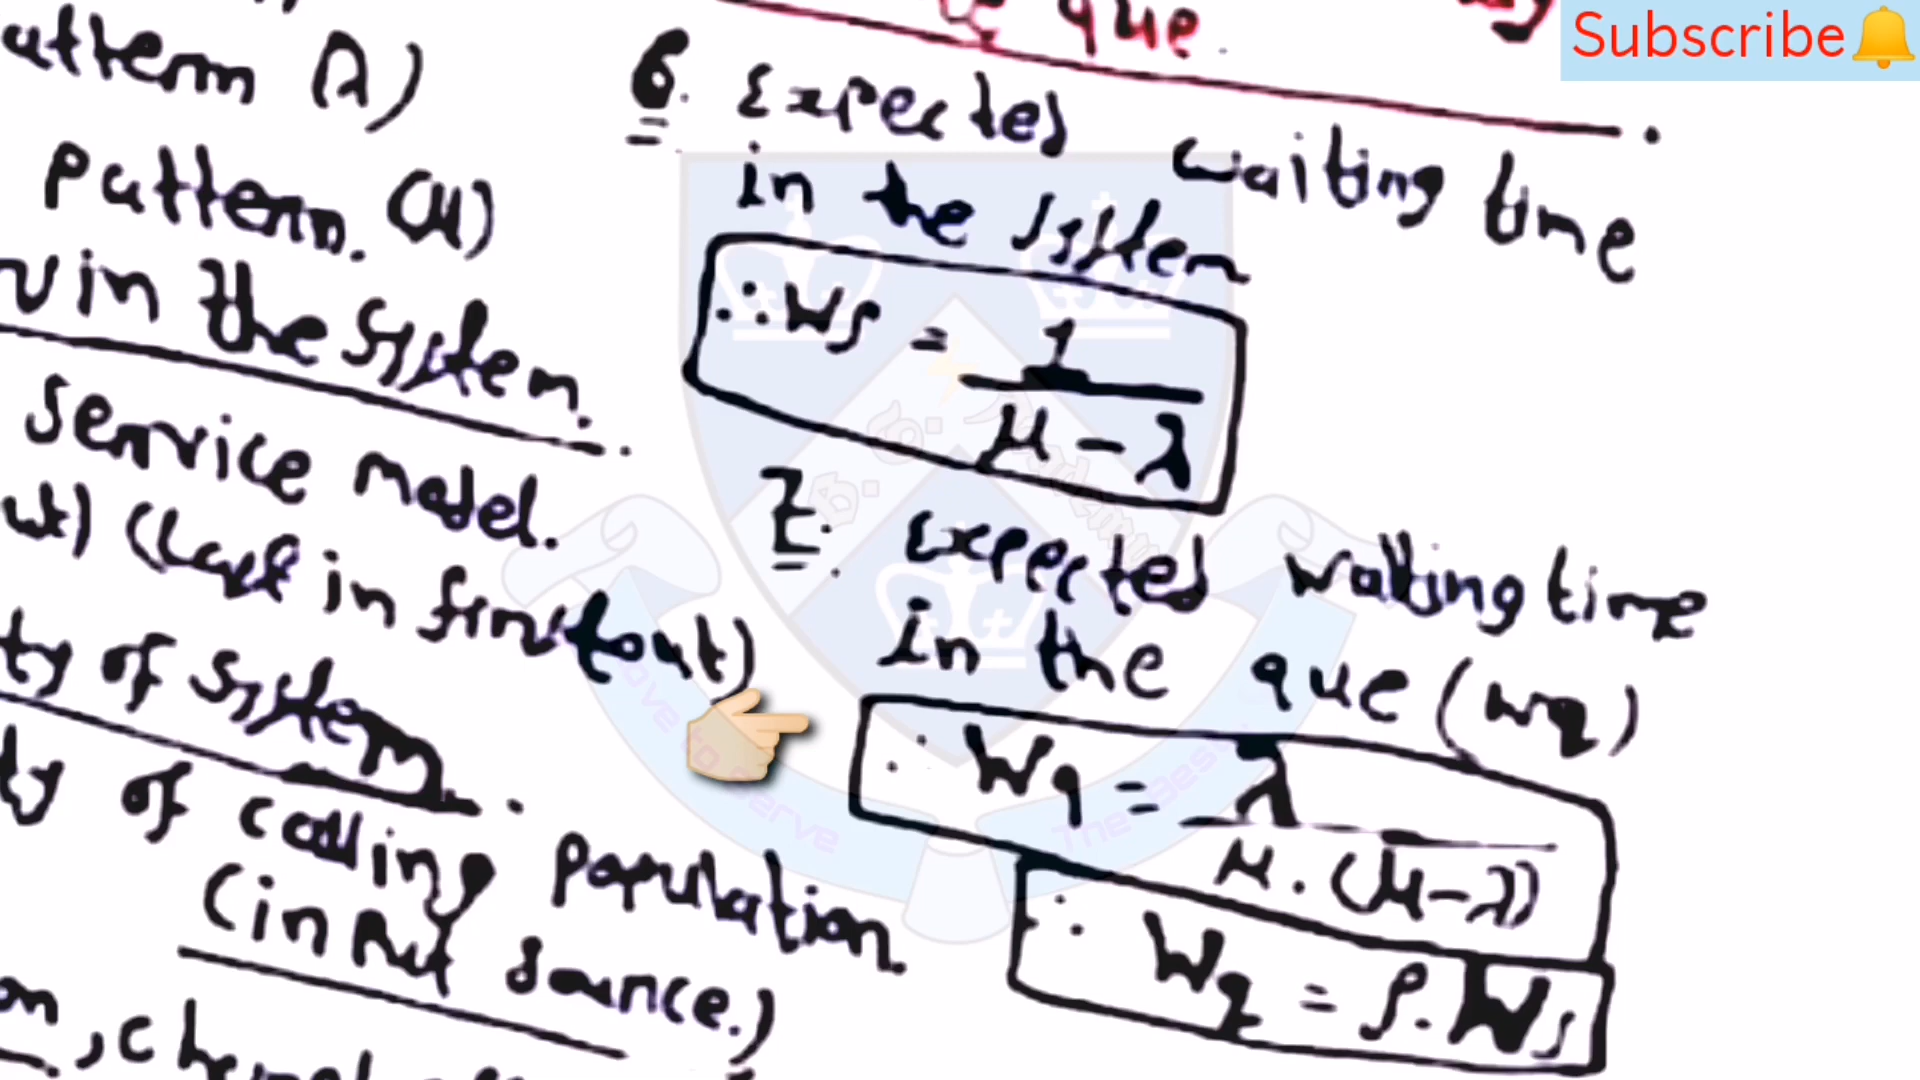 que.
Subscribe
attern (λ)
pattern. (μ)
in the system.
service model.
(last in first out)
ty of system.
ty of calling population.
(input source.)
6. Expected waiting time
in the system
∴ Ws = 1 / μ - λ
7. Expected waiting time
in the que (wq)
∴ Wq = λ / μ . (μ - λ)
∴ Wq = ρ . Ws